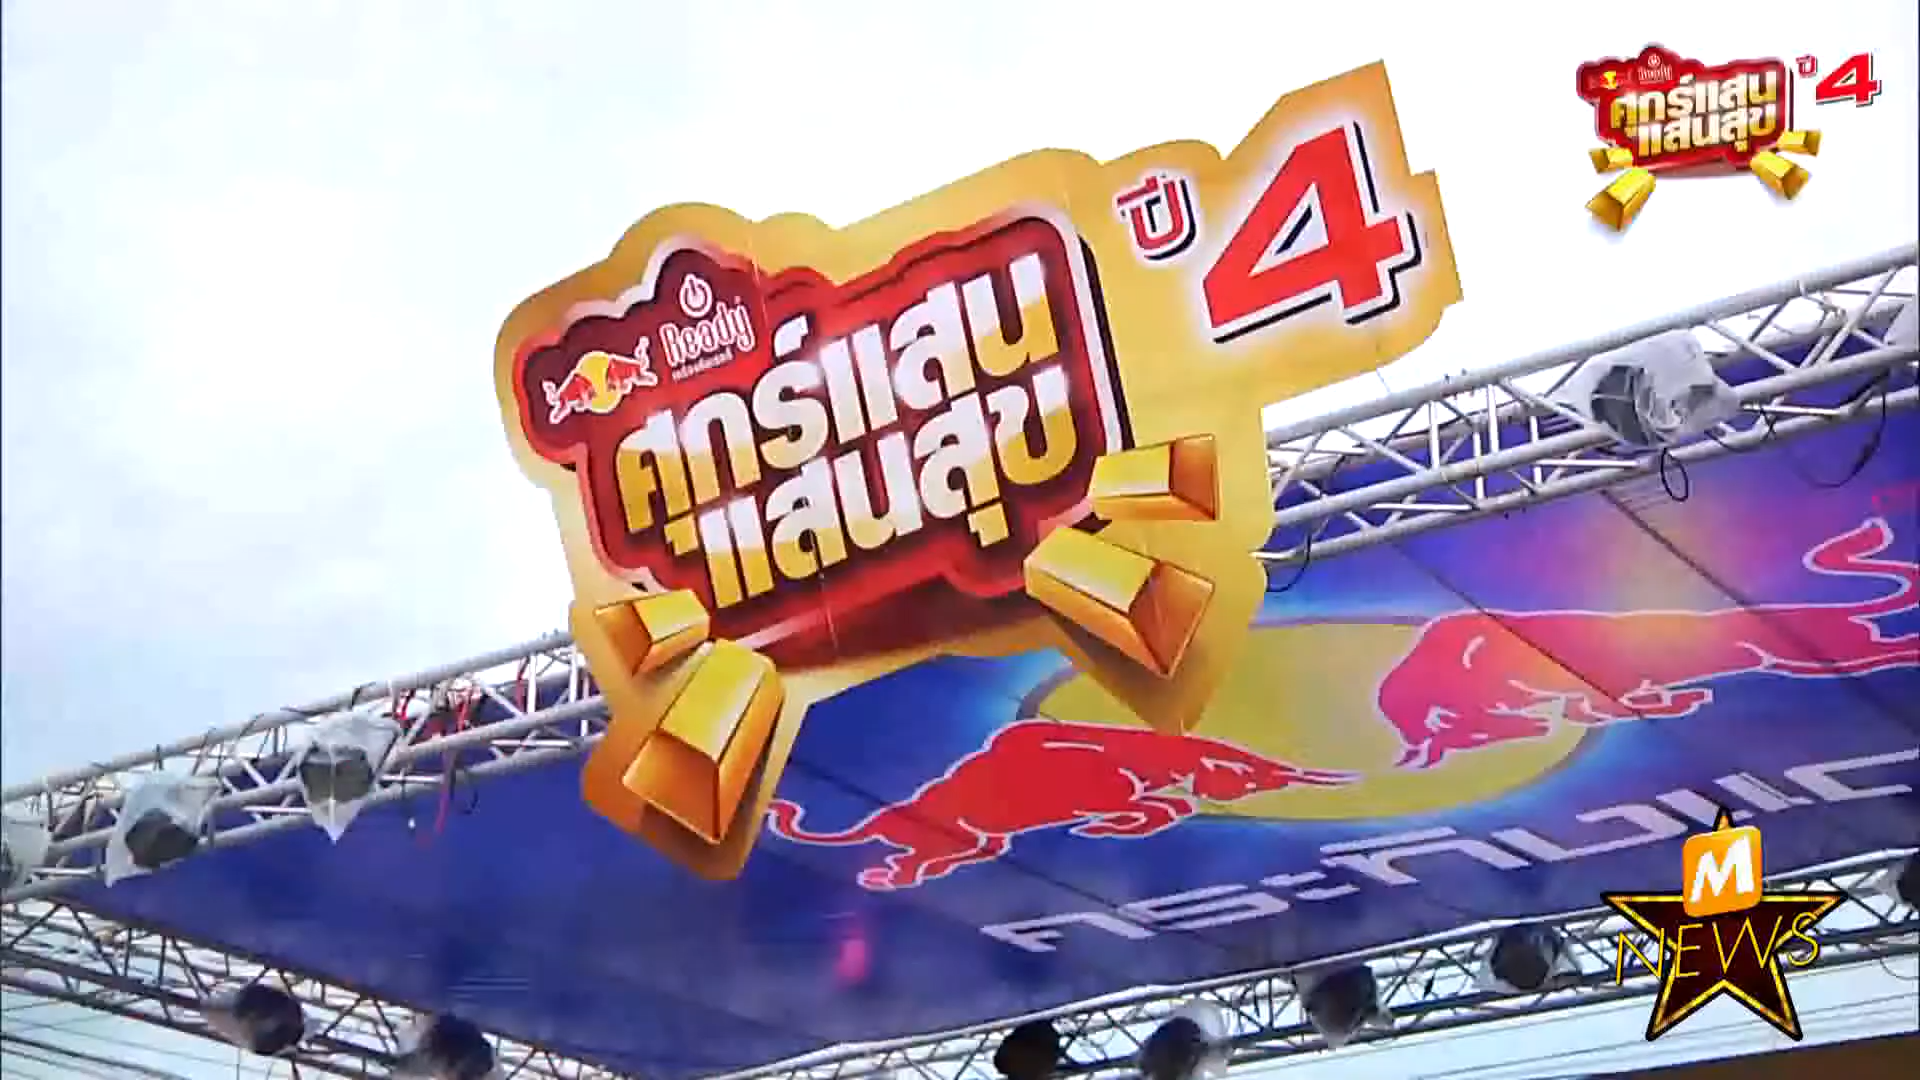 Ready
ศุกร์แสน
แสนสุข
ปี 4
Ready
ศุกร์แสน
แสนสุข
ปี 4
กระทิงแดง
M
NEWS